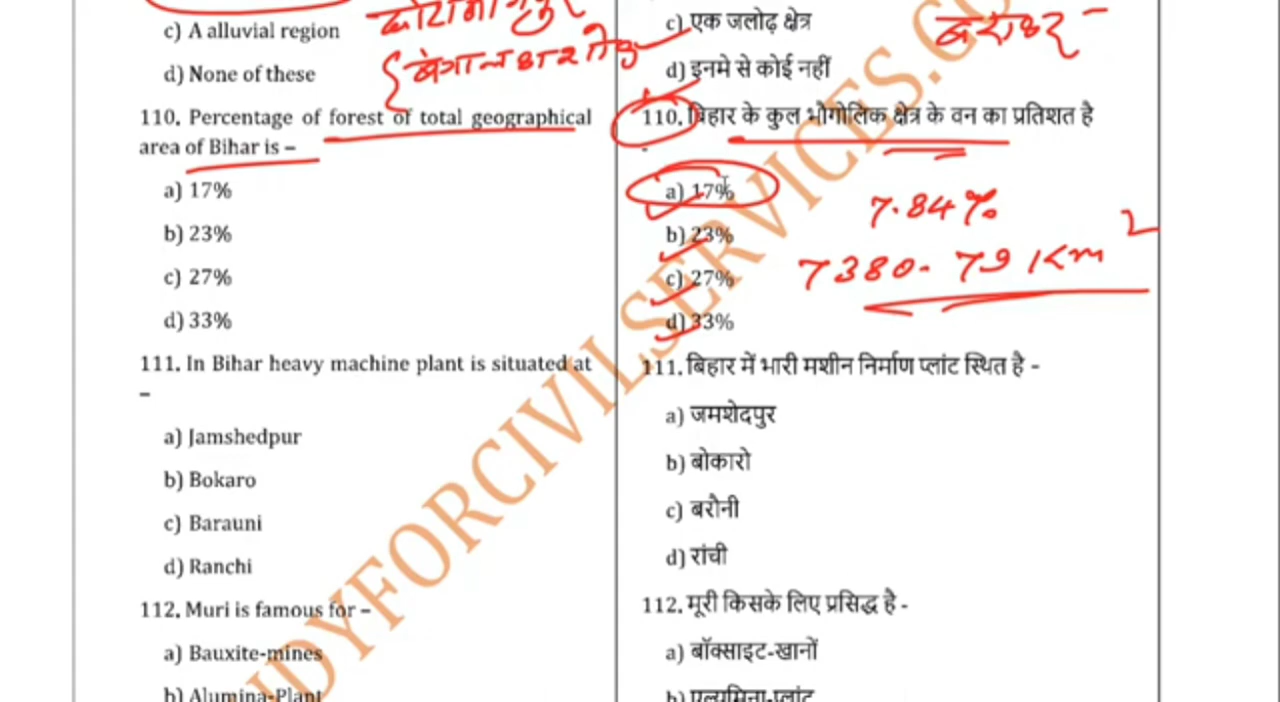 c) A alluvial region
d) None of these
110. Percentage of forest of total geographical
area of Bihar is –
a) 17%
b) 23%
c) 27%
d) 33%
111. In Bihar heavy machine plant is situated at
–
a) Jamshedpur
b) Bokaro
c) Barauni
d) Ranchi
112. Muri is famous for –
a) Bauxite-mines
b) Alumina-Plant
c) एक जलोढ़ क्षेत्र
d) इनमे से कोई नहीं
110. बिहार के कुल भौगोलिक क्षेत्र के वन का प्रतिशत है
a) 17%
b) 23%
c) 27%
d) 33%
7.84%
7380.79 Km2
111. बिहार में भारी मशीन निर्माण प्लांट स्थित है -
a) जमशेदपुर
b) बोकारो
c) बरौनी
d) रांची
112. मूरी किसके लिए प्रसिद्ध है -
a) बॉक्साइट-खानों
b) एल्यूमिना-प्लांट